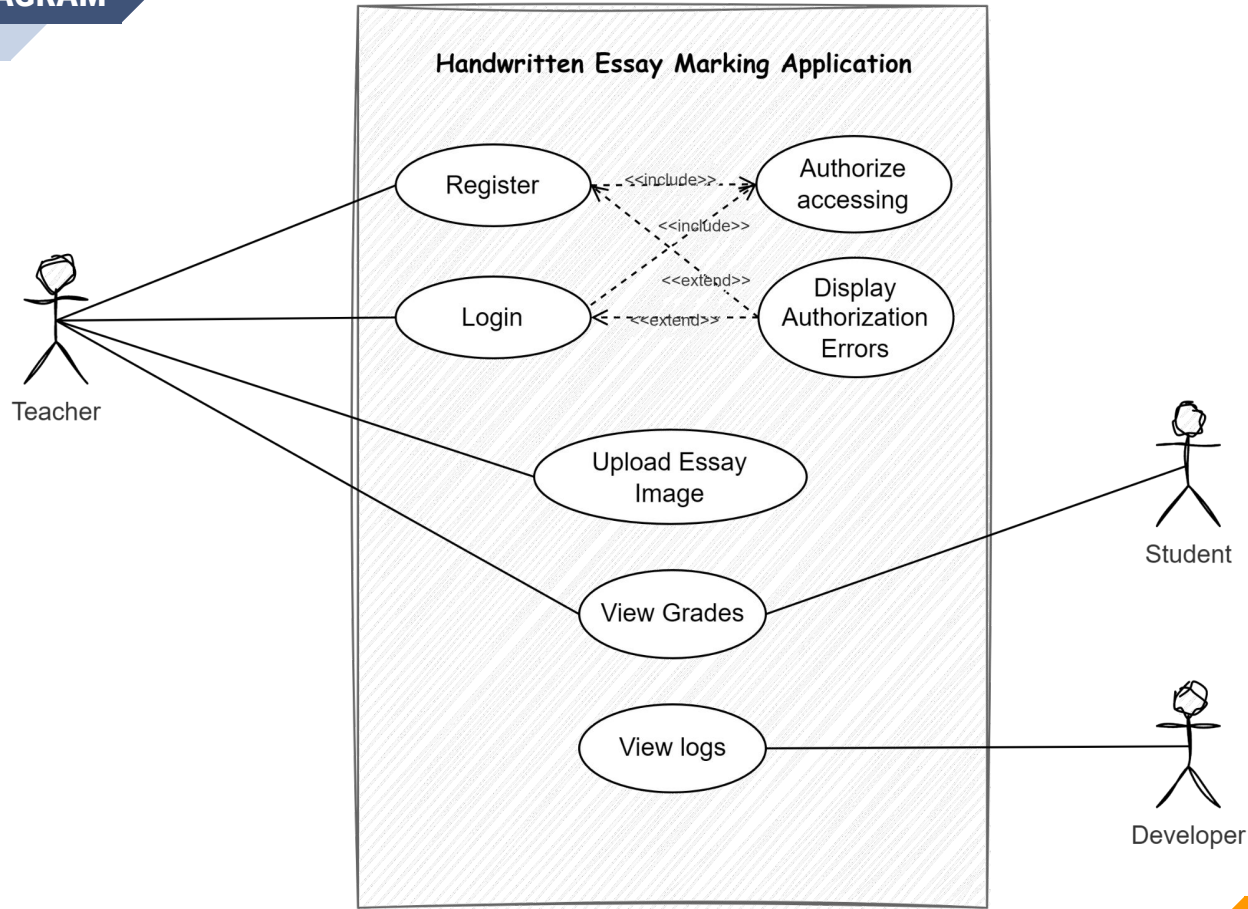 Handwritten Essay Marking Application
Register
<<include>>
Authorize
accessing
<<include>>
Login
<<extend>>
<<extend>>
Display
Authorization
Errors
Teacher
Upload Essay
Image
Student
View Grades
View logs
Developer